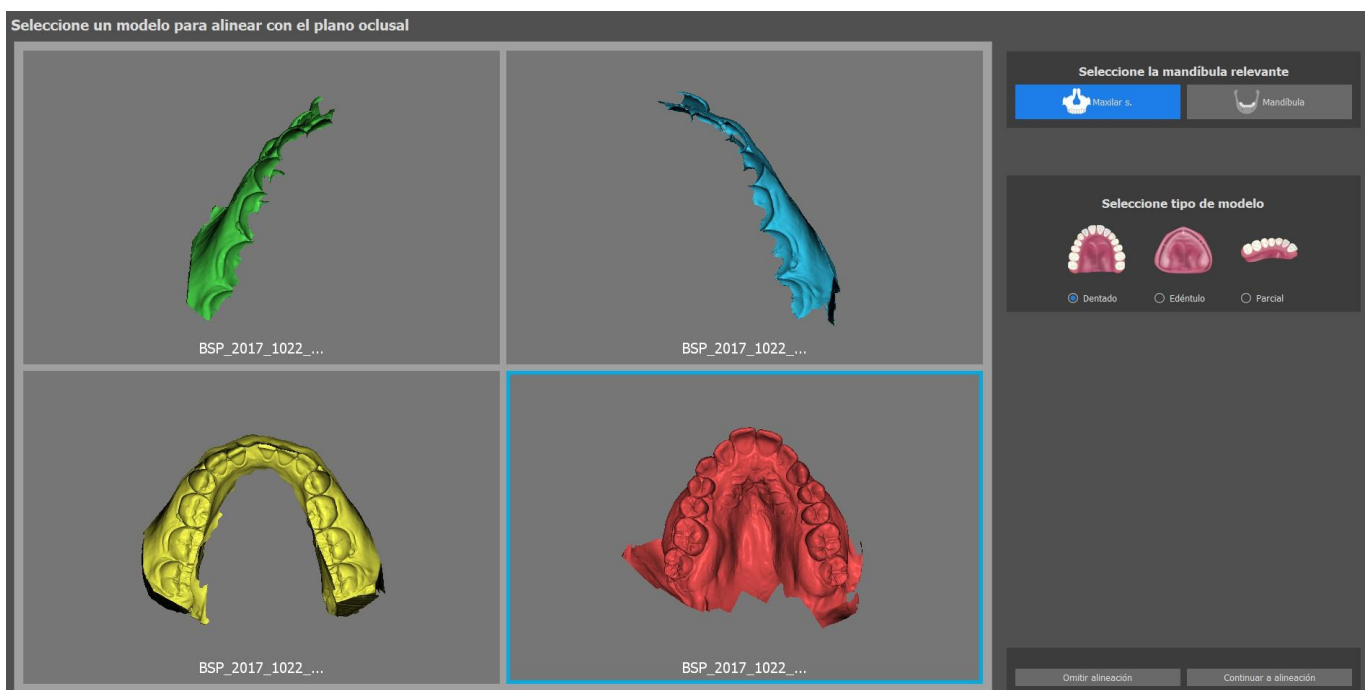 Seleccione un modelo para alinear con el plano oclusal
BSP_2017_1022_...
BSP_2017_1022_...
BSP_2017_1022_...
BSP_2017_1022_...
Seleccione la mandíbula relevante
Maxilar s.
Mandíbula
Seleccione tipo de modelo
Dentado
Edéntulo
Parcial
Omitir alineación
Continuar a alineación